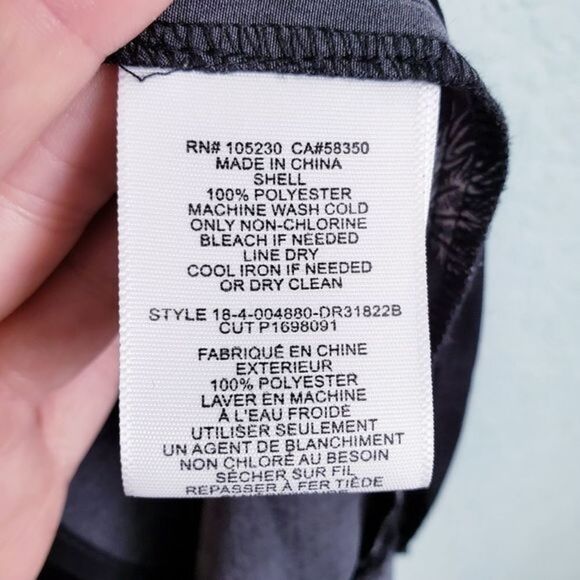 RN# 105230 CA#58350
MADE IN CHINA
SHELL
100% POLYESTER
MACHINE WASH COLD
ONLY NON-CHLORINE
BLEACH IF NEEDED
LINE DRY
COOL IRON IF NEEDED
OR DRY CLEAN
STYLE 18-4-004880-DR31822B
CUT P1698091
FABRIQUÉ EN CHINE
EXTERIEUR
100% POLYESTER
LAVER EN MACHINE
À L'EAU FROIDE
UTILISER SEULEMENT
UN AGENT DE BLANCHIMENT
NON CHLORÉ AU BESOIN
SÉCHER SUR FIL
REPASSER À FER TIÈDE